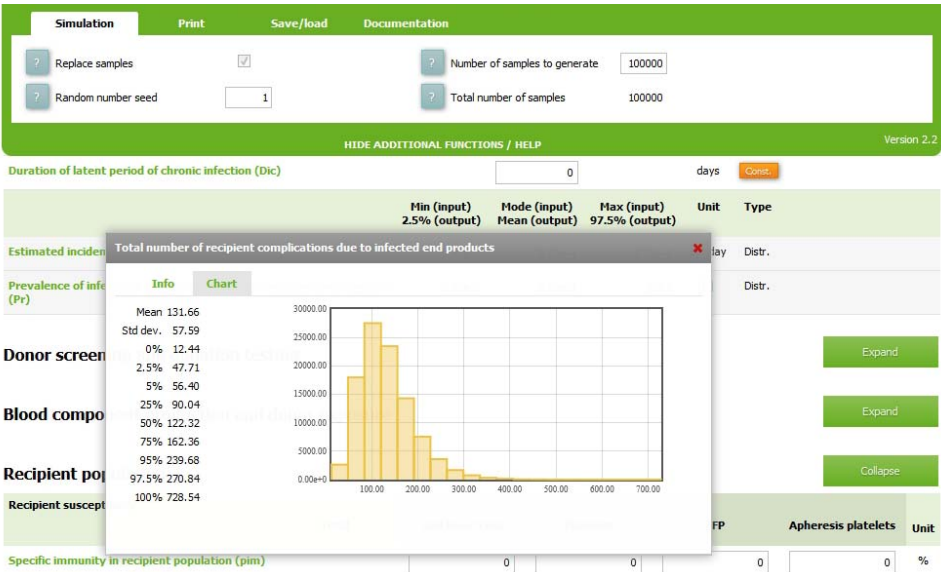 Simulation Print Save/load Documentation
? Replace samples ? Number of samples to generate 100000
? Random number seed 1 ? Total number of samples 100000
HIDE ADDITIONAL FUNCTIONS / HELP Version 2.2
Duration of latent period of chronic infection (Dic) 0 days Const.
Min (input) Mode (input) Max (input) Unit Type
2.5% (output) Mean (output) 97.5% (output)
Total number of recipient complications due to infected end products
Estimated inciden day Distr.
Prevalence of infe Distr.
(Pr)
Info Chart
Mean 131.66
Std dev. 57.59
0% 12.44
2.5% 47.71
5% 56.40
25% 90.04
50% 122.32
75% 162.36
95% 239.68
97.5% 270.84
100% 728.54
30000.00
25000.00
20000.00
15000.00
10000.00
5000.00
0.00e+0
100.00 200.00 300.00 400.00 500.00 600.00 700.00
Donor screen Expand
Blood compo Expand
Recipient pop Collapse
Recipient suscept FP Apheresis platelets Unit
Specific immunity in recipient population (pim) 0 0 0 0 %